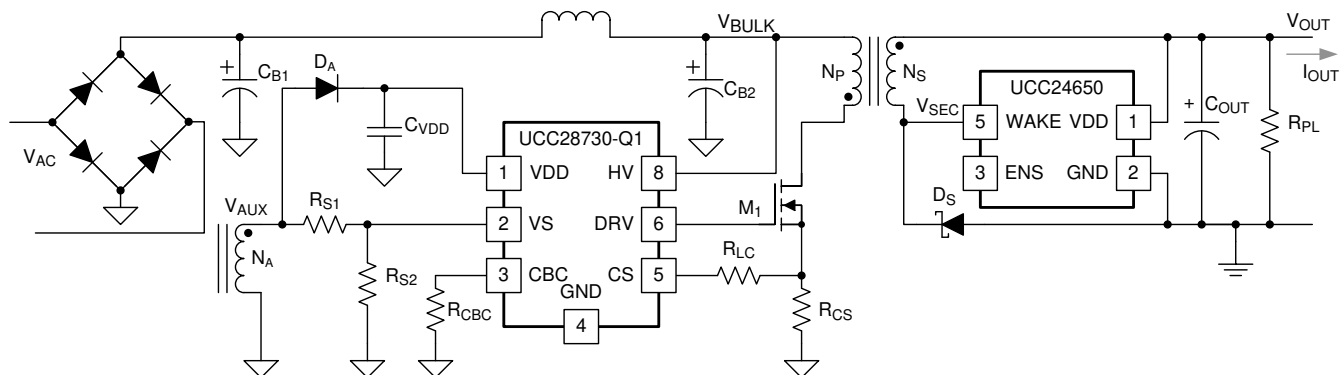 V_BULK
V_OUT
I_OUT
D_A
+ C_B1
+ C_B2
N_P
N_S
UCC24650
V_SEC
5 WAKE VDD 1
3 ENS GND 2
+ C_OUT
R_PL
C_VDD
UCC28730-Q1
V_AC
1 VDD HV 8
R_S1
V_AUX
2 VS DRV 6
M_1
D_S
N_A
R_S2
R_LC
3 CBC CS 5
GND
4
R_CBC
R_CS